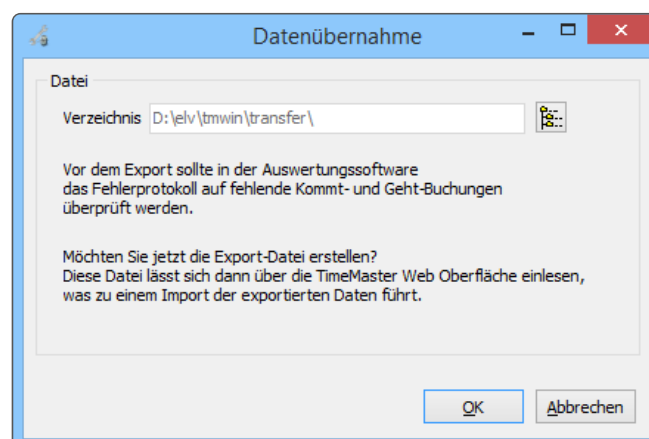 Datenübernahme
Datei
Verzeichnis D:\elv\tmwin\transfer\
Vor dem Export sollte in der Auswertungssoftware
das Fehlerprotokoll auf fehlende Kommt- und Geht-Buchungen
überprüft werden.
Möchten Sie jetzt die Export-Datei erstellen?
Diese Datei lässt sich dann über die TimeMaster Web Oberfläche einlesen,
was zu einem Import der exportierten Daten führt.
OK Abbrechen